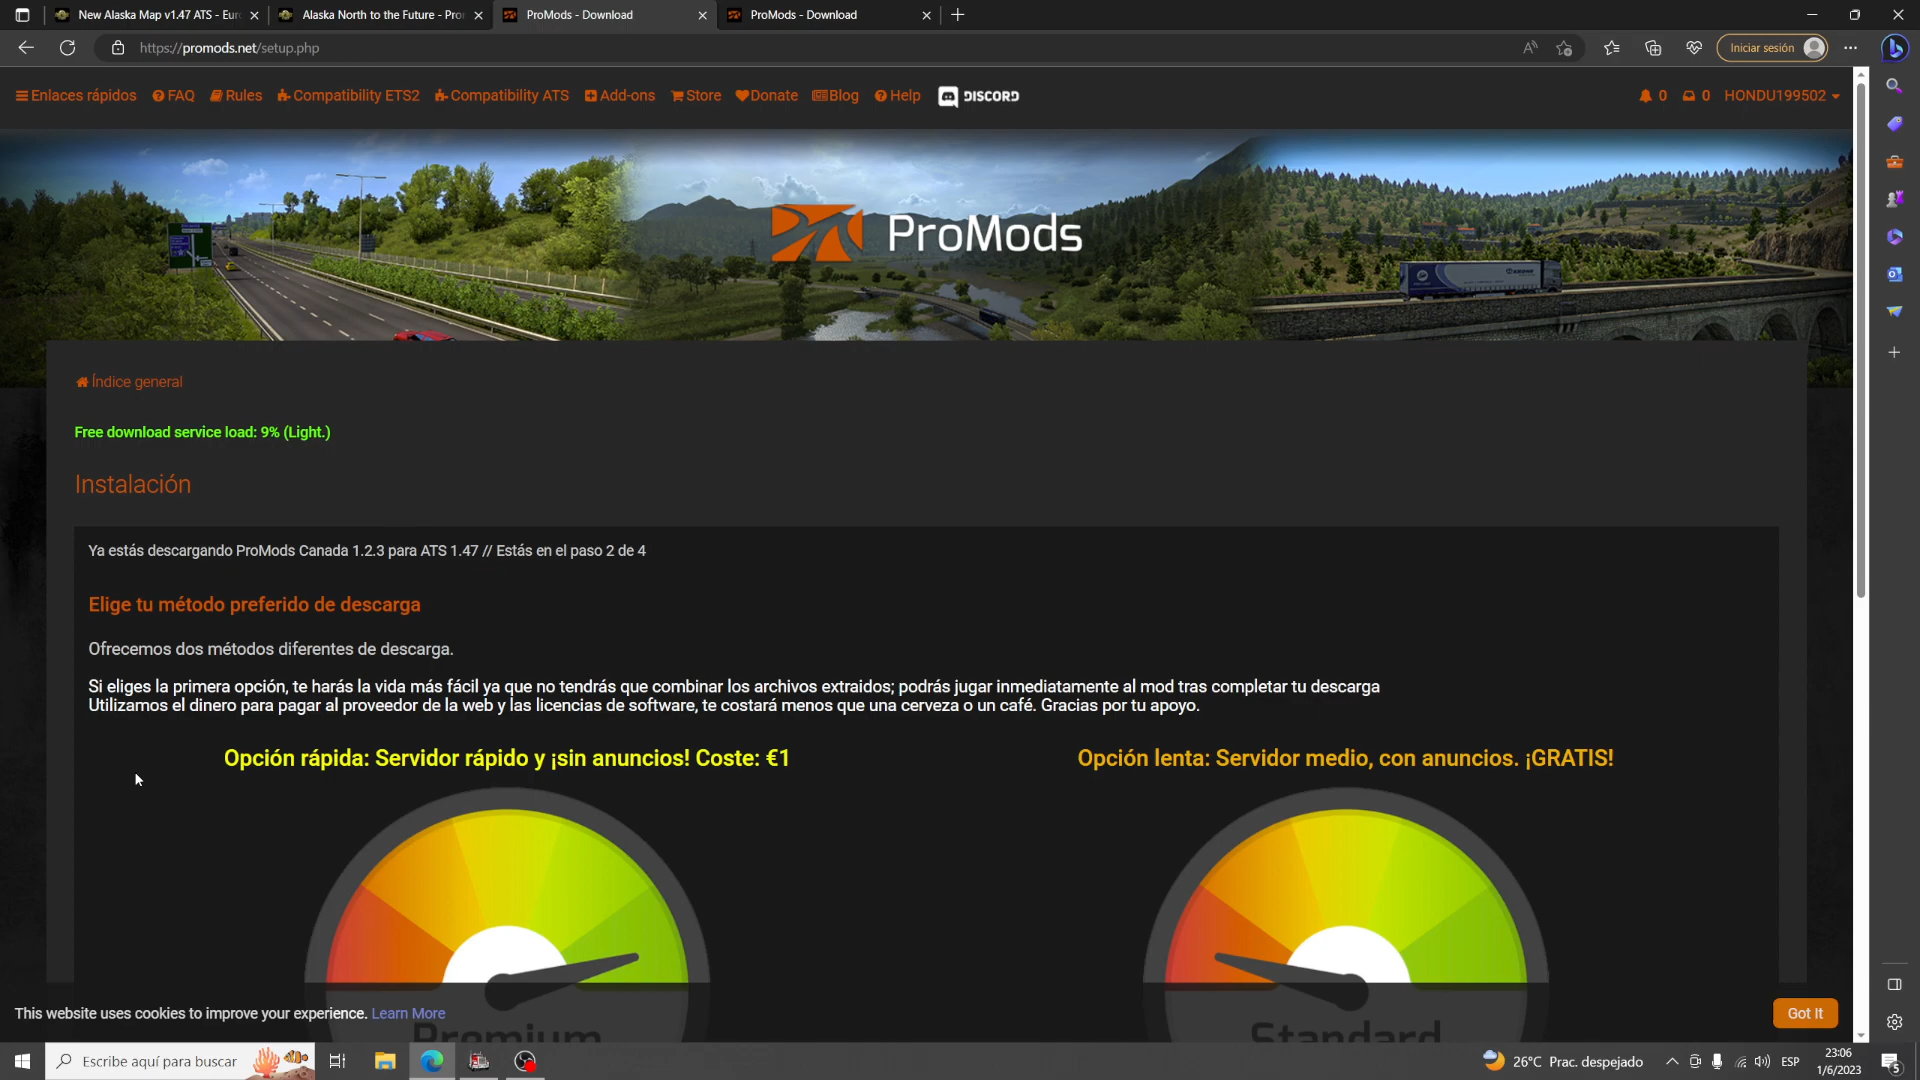 New Alaska Map v1.47 ATS - Eur
Alaska North to the Future - Pro
ProMods - Download
ProMods - Download
https://promods.net/setup.php
Iniciar sesión
Enlaces rápidos
FAQ
Rules
Compatibility ETS2
Compatibility ATS
Add-ons
Store
Donate
Blog
Help
DISCORD
0
0
HONDU199502
ProMods
Índice general
Free download service load: 9% (Light.)
Instalación
Ya estás descargando ProMods Canada 1.2.3 para ATS 1.47 // Estás en el paso 2 de 4
Elige tu método preferido de descarga
Ofrecemos dos métodos diferentes de descarga.
Si eliges la primera opción, te harás la vida más fácil ya que no tendrás que combinar los archivos extraidos; podrás jugar inmediatamente al mod tras completar tu descarga
Utilizamos el dinero para pagar al proveedor de la web y las licencias de software, te costará menos que una cerveza o un café. Gracias por tu apoyo.
Opción rápida: Servidor rápido y ¡sin anuncios! Coste: €1
Opción lenta: Servidor medio, con anuncios. ¡GRATIS!
Premium
Standard
This website uses cookies to improve your experience. Learn More
Got It
Escribe aquí para buscar
26°C Prac. despejado
ESP
23:06
1/6/2023
5